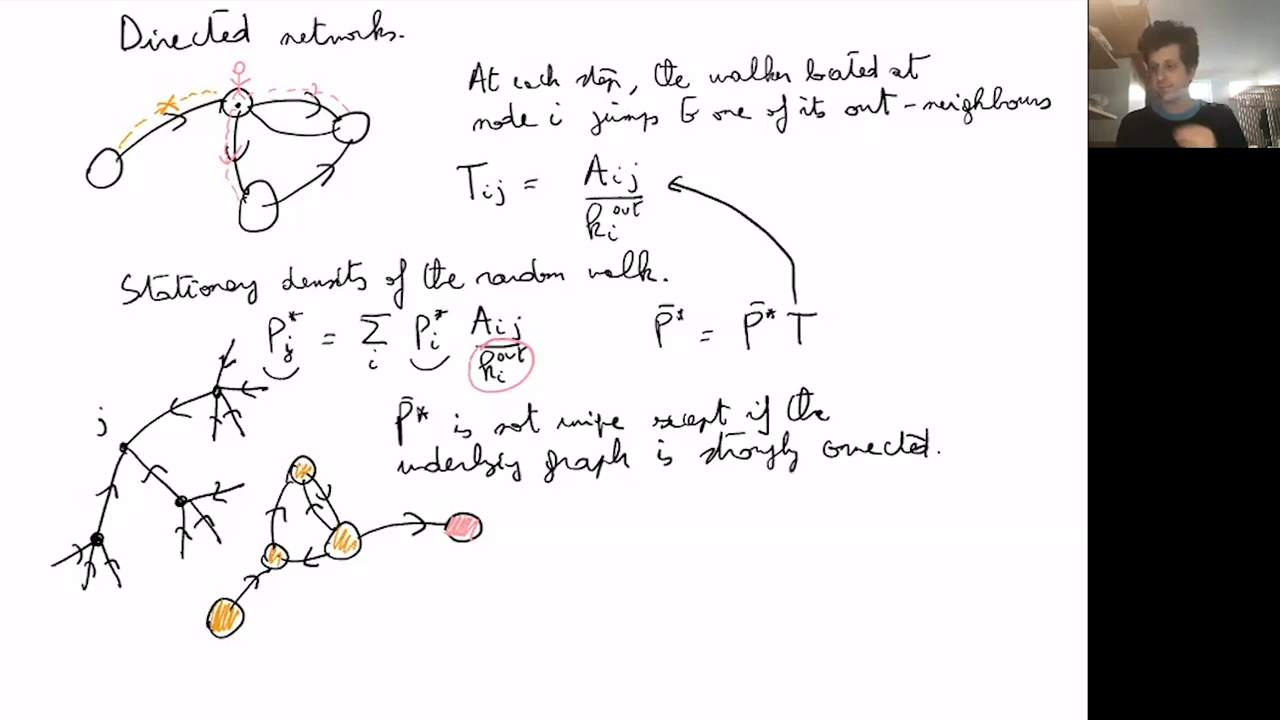 Directed networks.
At each step, the walker located at
node i jumps to one of its out-neighbours
Tij = Aij / ki^out
Stationary density of the random walk.
Pj* = Σi Pi* Aij / ki^out
P̄* = P̄* T
j
P̄* is not unique except if the
underlying graph is strongly connected.